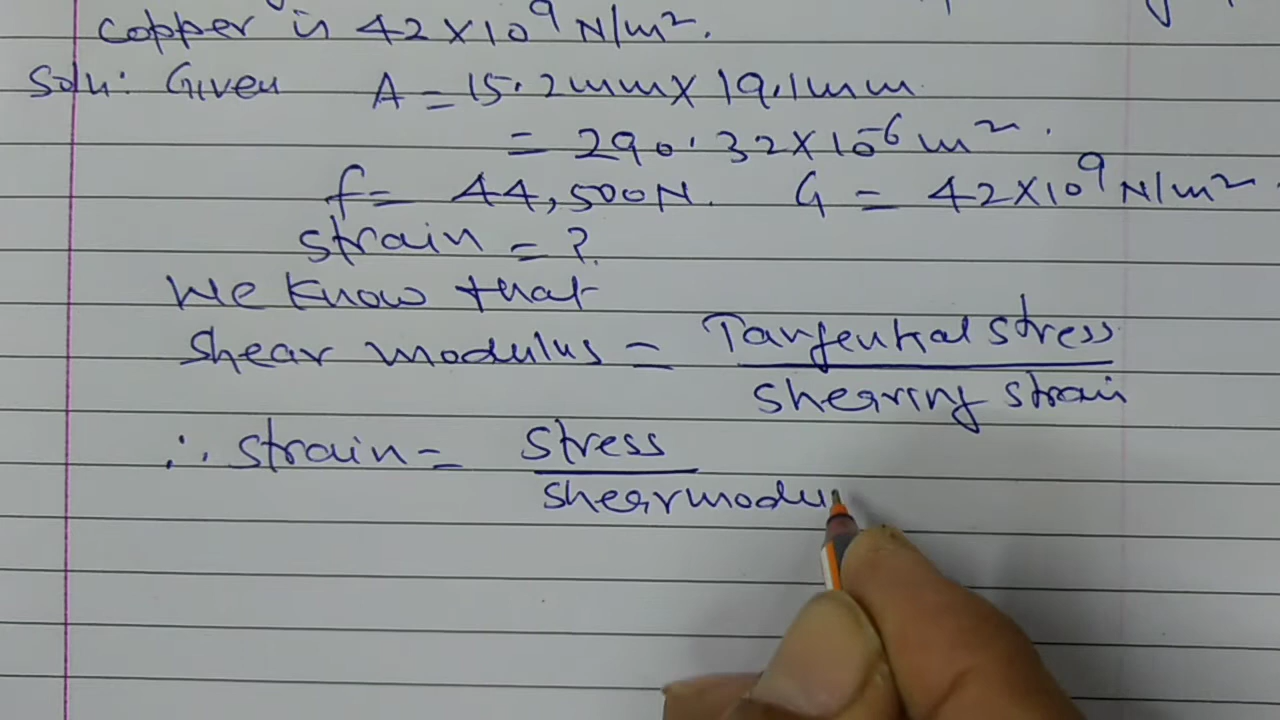 copper is 42×10⁹ N/m².
Soln: Given A = 15.2mm × 19.1mm
= 290.32×10⁻⁶ m².
f = 44,500N. G = 42×10⁹ N/m².
strain = ?
We know that
Shear modulus = Tangential stress / shearing strain
∴ strain = stress / shearmodu